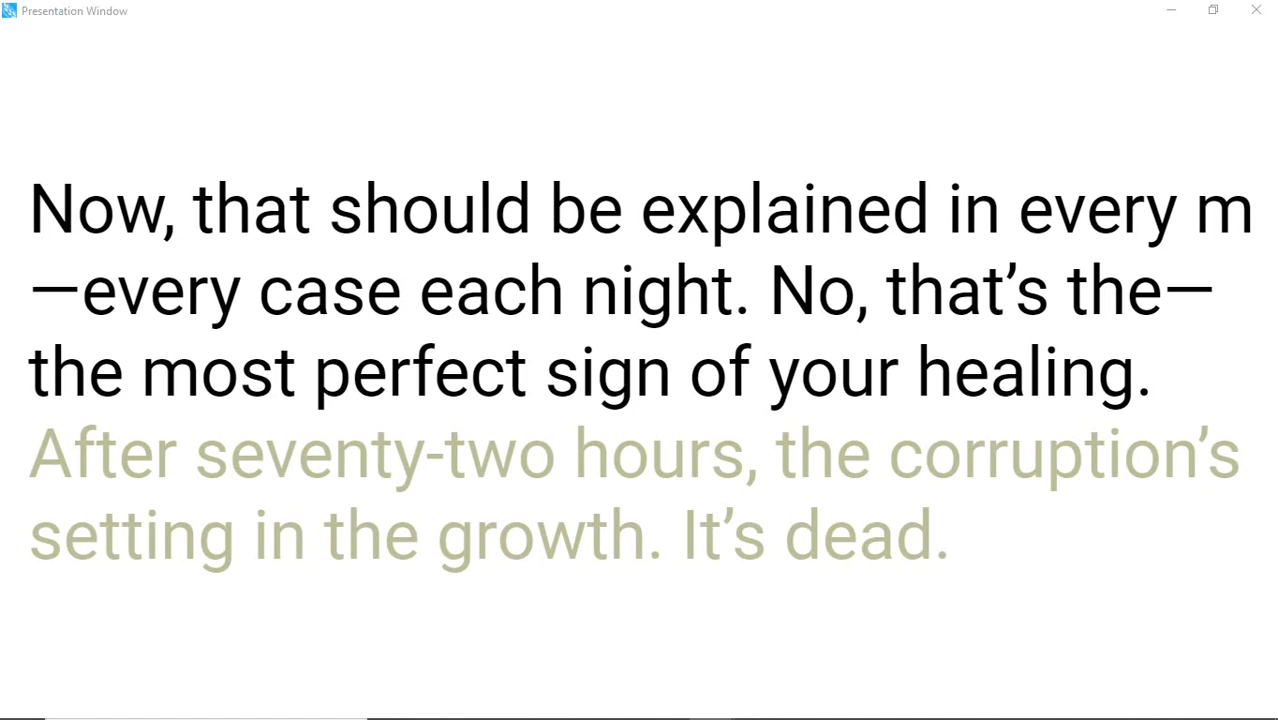 Presentation Window
Now, that should be explained in every m
—every case each night. No, that’s the—
the most perfect sign of your healing.
After seventy-two hours, the corruption’s
setting in the growth. It’s dead.